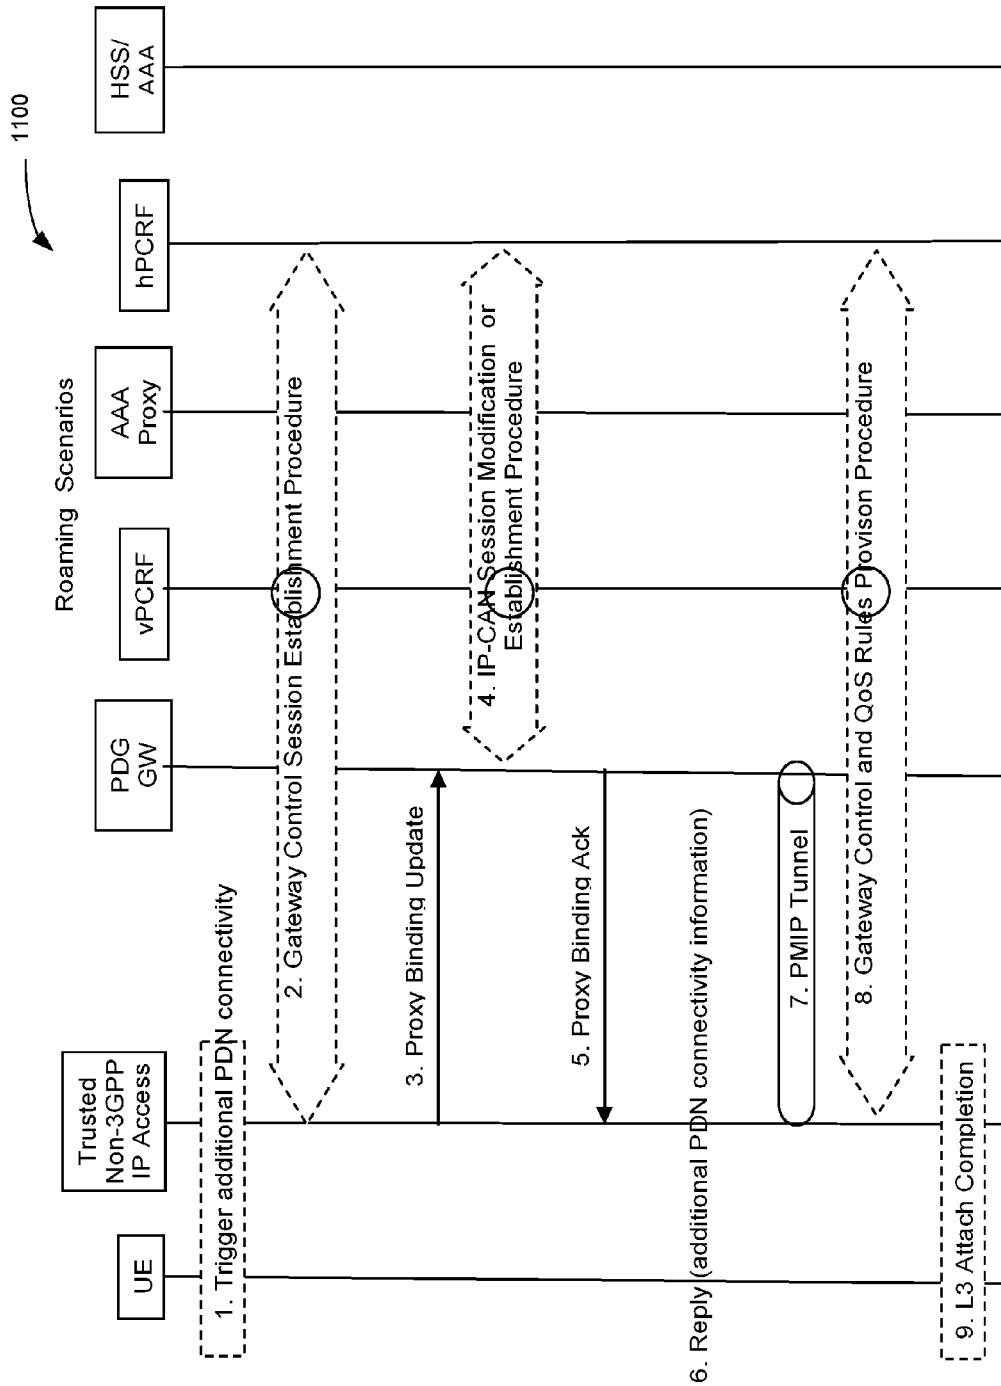 1100
Roaming Scenarios
UE
Trusted
Non-3GPP
IP Access
PDG
GW
vPCRF
AAA
Proxy
hPCRF
HSS/
AAA
1. Trigger additional PDN connectivity
2. Gateway Control Session Establishment Procedure
3. Proxy Binding Update
4. IP-CAN Session Modification or
Establishment Procedure
5. Proxy Binding Ack
6. Reply (additional PDN connectivity information)
7. PMIP Tunnel
8. Gateway Control and QoS Rules Provison Procedure
9. L3 Attach Completion